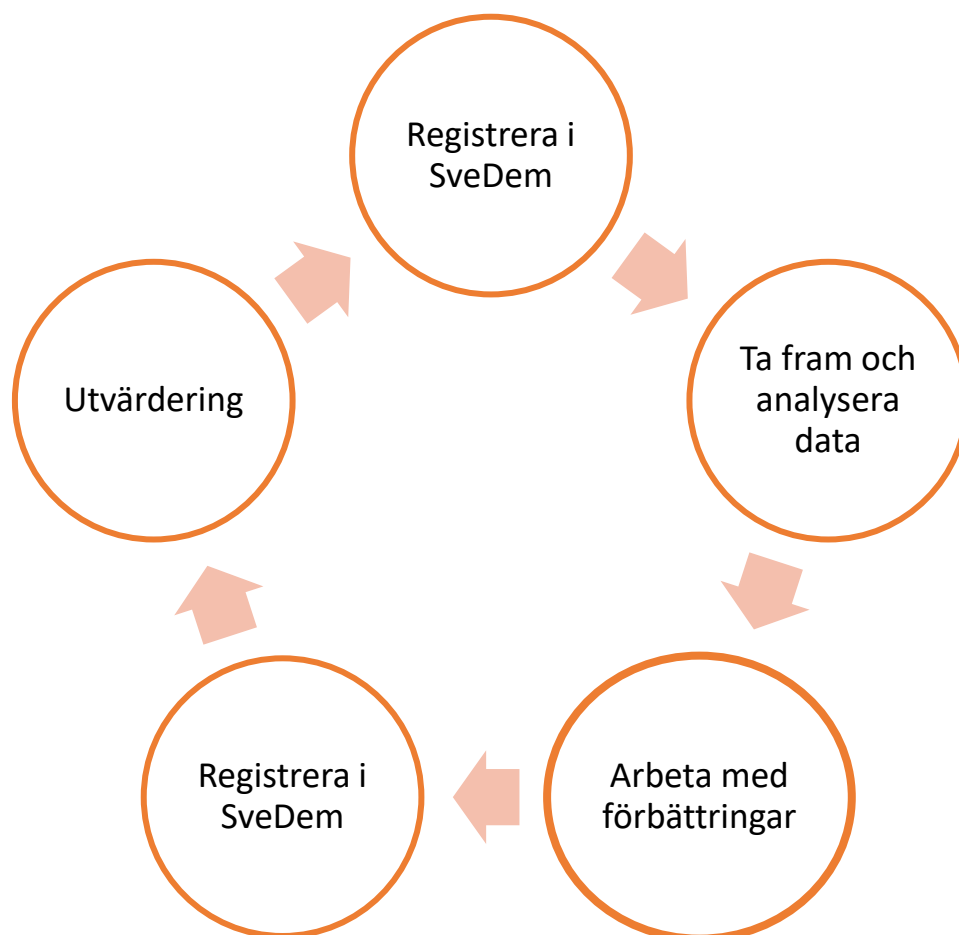 Registrera i
SveDem
Ta fram och
analysera
data
Arbeta med
förbättringar
Registrera i
SveDem
Utvärdering